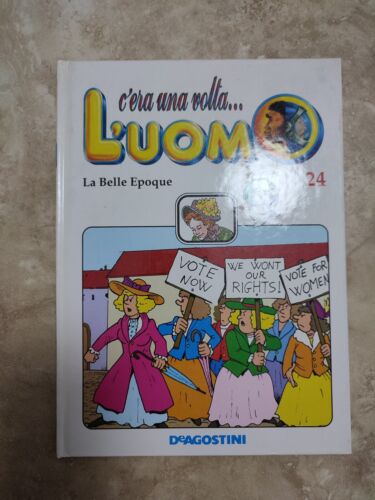 c'era una volta...
L'UOMO
La Belle Epoque
24
VOTE
NOW
WE WONT
OUR
RIGHTS!
VOTE FOR
WOMEN
DEAGOSTINI